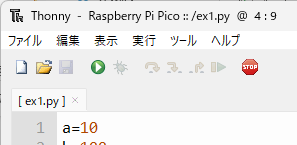 Thonny - Raspberry Pi Pico :: /ex1.py @ 4 : 9
ファイル 編集 表示 実行 ツール ヘルプ
STOP
[ ex1.py ] ×
1 a=10